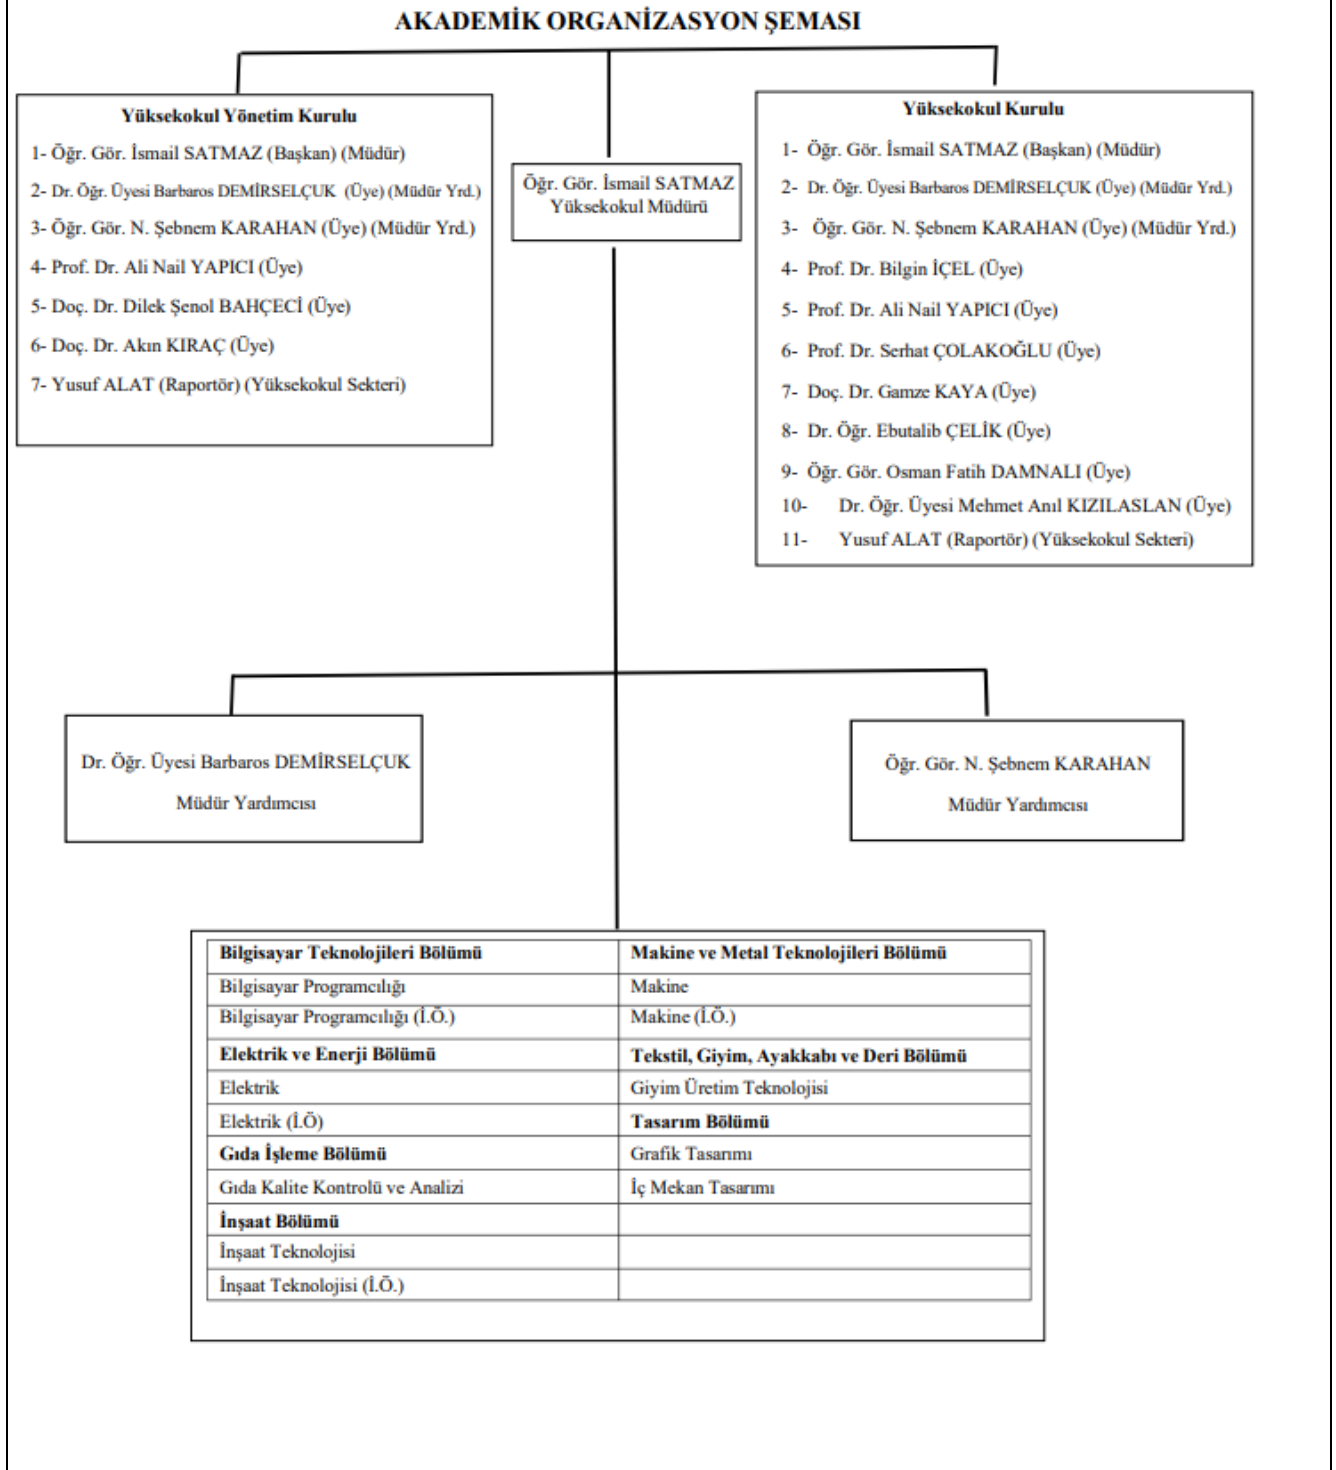 AKADEMİK ORGANİZASYON ŞEMASI
Yüksekokul Yönetim Kurulu
1- Öğr. Gör. İsmail SATMAZ (Başkan) (Müdür)
2- Dr. Öğr. Üyesi Barbaros DEMİRSELÇUK (Üye) (Müdür Yrd.)
3- Öğr. Gör. N. Şebnem KARAHAN (Üye) (Müdür Yrd.)
4- Prof. Dr. Ali Nail YAPICI (Üye)
5- Doç. Dr. Dilek Şenol BAHÇECİ (Üye)
6- Doç. Dr. Akın KIRAÇ (Üye)
7- Yusuf ALAT (Raportör) (Yüksekokul Sekteri)
Öğr. Gör. İsmail SATMAZ
Yüksekokul Müdürü
Yüksekokul Kurulu
1- Öğr. Gör. İsmail SATMAZ (Başkan) (Müdür)
2- Dr. Öğr. Üyesi Barbaros DEMİRSELÇUK (Üye) (Müdür Yrd.)
3- Öğr. Gör. N. Şebnem KARAHAN (Üye) (Müdür Yrd.)
4- Prof. Dr. Bilgin İÇEL (Üye)
5- Prof. Dr. Ali Nail YAPICI (Üye)
6- Prof. Dr. Serhat ÇOLAKOĞLU (Üye)
7- Doç. Dr. Gamze KAYA (Üye)
8- Dr. Öğr. Ebutalib ÇELİK (Üye)
9- Öğr. Gör. Osman Fatih DAMNALI (Üye)
10- Dr. Öğr. Üyesi Mehmet Anıl KIZILASLAN (Üye)
11- Yusuf ALAT (Raportör) (Yüksekokul Sekteri)
Dr. Öğr. Üyesi Barbaros DEMİRSELÇUK
Müdür Yardımcısı
Öğr. Gör. N. Şebnem KARAHAN
Müdür Yardımcısı
Bilgisayar Teknolojileri Bölümü Makine ve Metal Teknolojileri Bölümü
Bilgisayar Programcılığı Makine
Bilgisayar Programcılığı (İ.Ö.) Makine (İ.Ö.)
Elektrik ve Enerji Bölümü Tekstil, Giyim, Ayakkabı ve Deri Bölümü
Elektrik Giyim Üretim Teknolojisi
Elektrik (İ.Ö) Tasarım Bölümü
Gıda İşleme Bölümü Grafik Tasarımı
Gıda Kalite Kontrolü ve Analizi İç Mekan Tasarımı
İnşaat Bölümü
İnşaat Teknolojisi
İnşaat Teknolojisi (İ.Ö.)